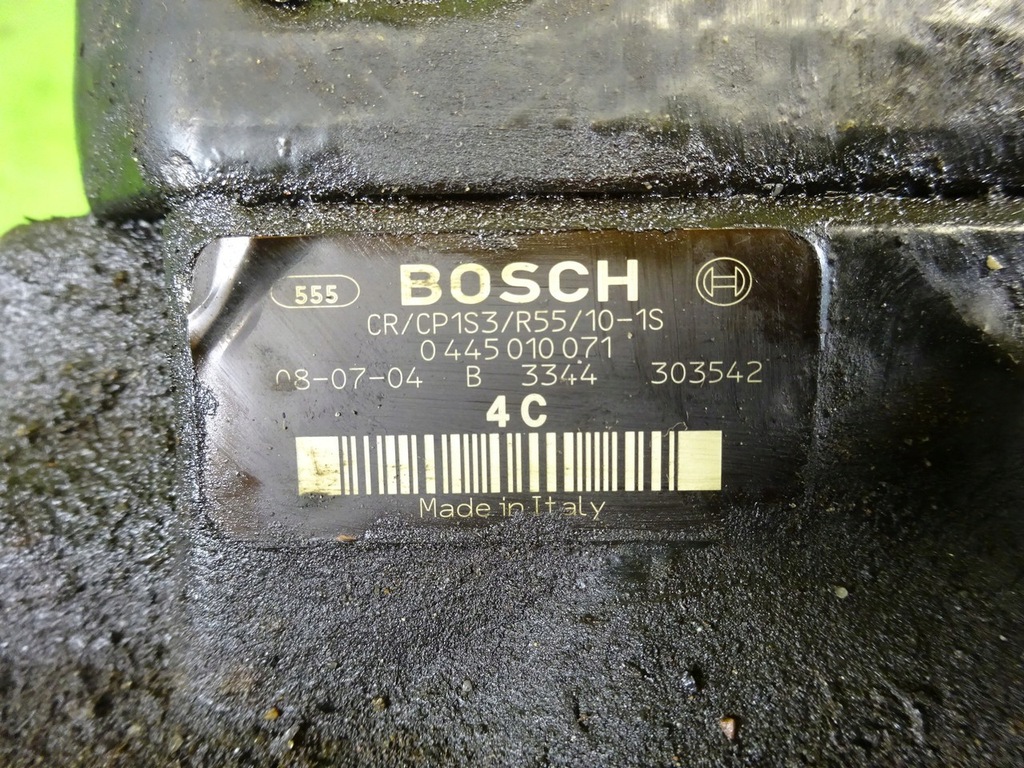 555 BOSCH
CR/CP1S3/R55/10-1S
0 445 010 071
08-07-04 B 3344 303542
4C
Made in Italy